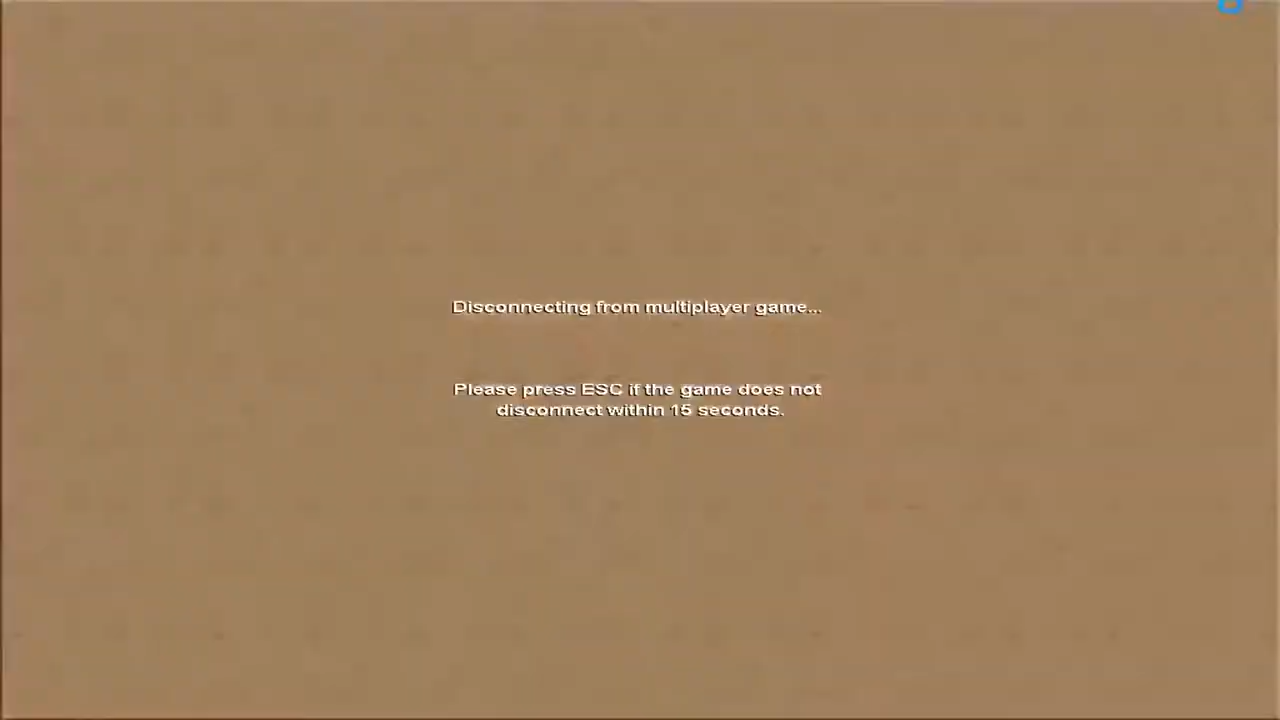 Disconnecting from multiplayer game...
Please press ESC if the game does not
disconnect within 15 seconds.